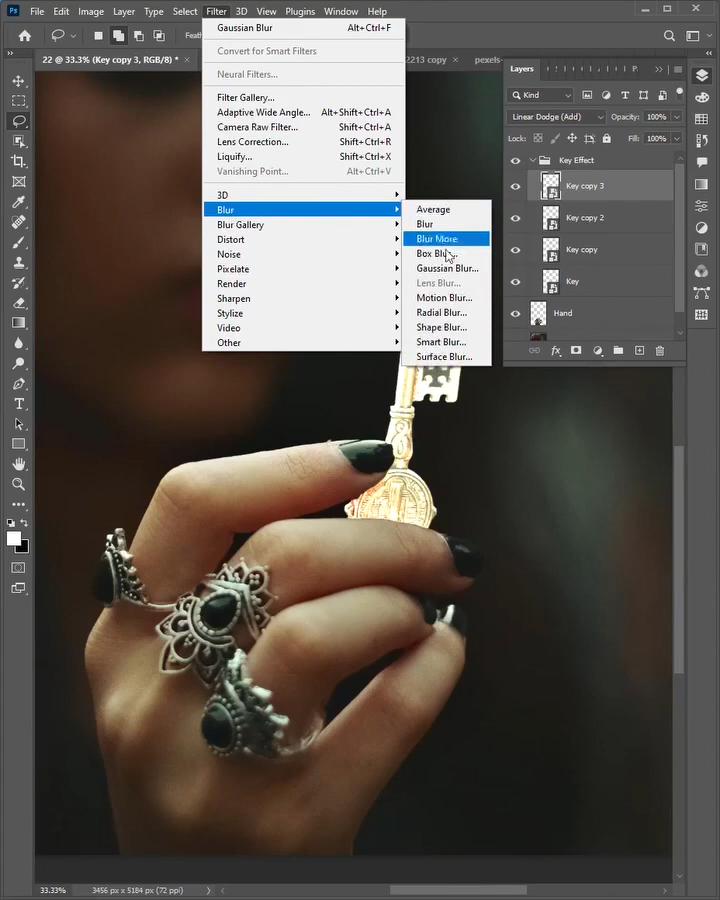 Ps File Edit Image Layer Type Select Filter 3D View Plugins Window Help
22 @ 33.3% (Key copy 3, RGB/8) *
2213 copy
pexels-
Gaussian Blur Alt+Ctrl+F
Convert for Smart Filters
Neural Filters...
Filter Gallery...
Adaptive Wide Angle... Alt+Shift+Ctrl+A
Camera Raw Filter... Shift+Ctrl+A
Lens Correction... Shift+Ctrl+R
Liquify... Shift+Ctrl+X
Vanishing Point... Alt+Ctrl+V
3D
Blur
Blur Gallery
Distort
Noise
Pixelate
Render
Sharpen
Stylize
Video
Other
Average
Blur
Blur More
Box Blur...
Gaussian Blur...
Lens Blur...
Motion Blur...
Radial Blur...
Shape Blur...
Smart Blur...
Surface Blur...
Layers
Kind
Linear Dodge (Add) Opacity: 100%
Lock: Fill: 100%
Key Effect
Key copy 3
Key copy 2
Key copy
Key
Hand
fx
33.33% 3456 px x 5184 px (72 ppi)